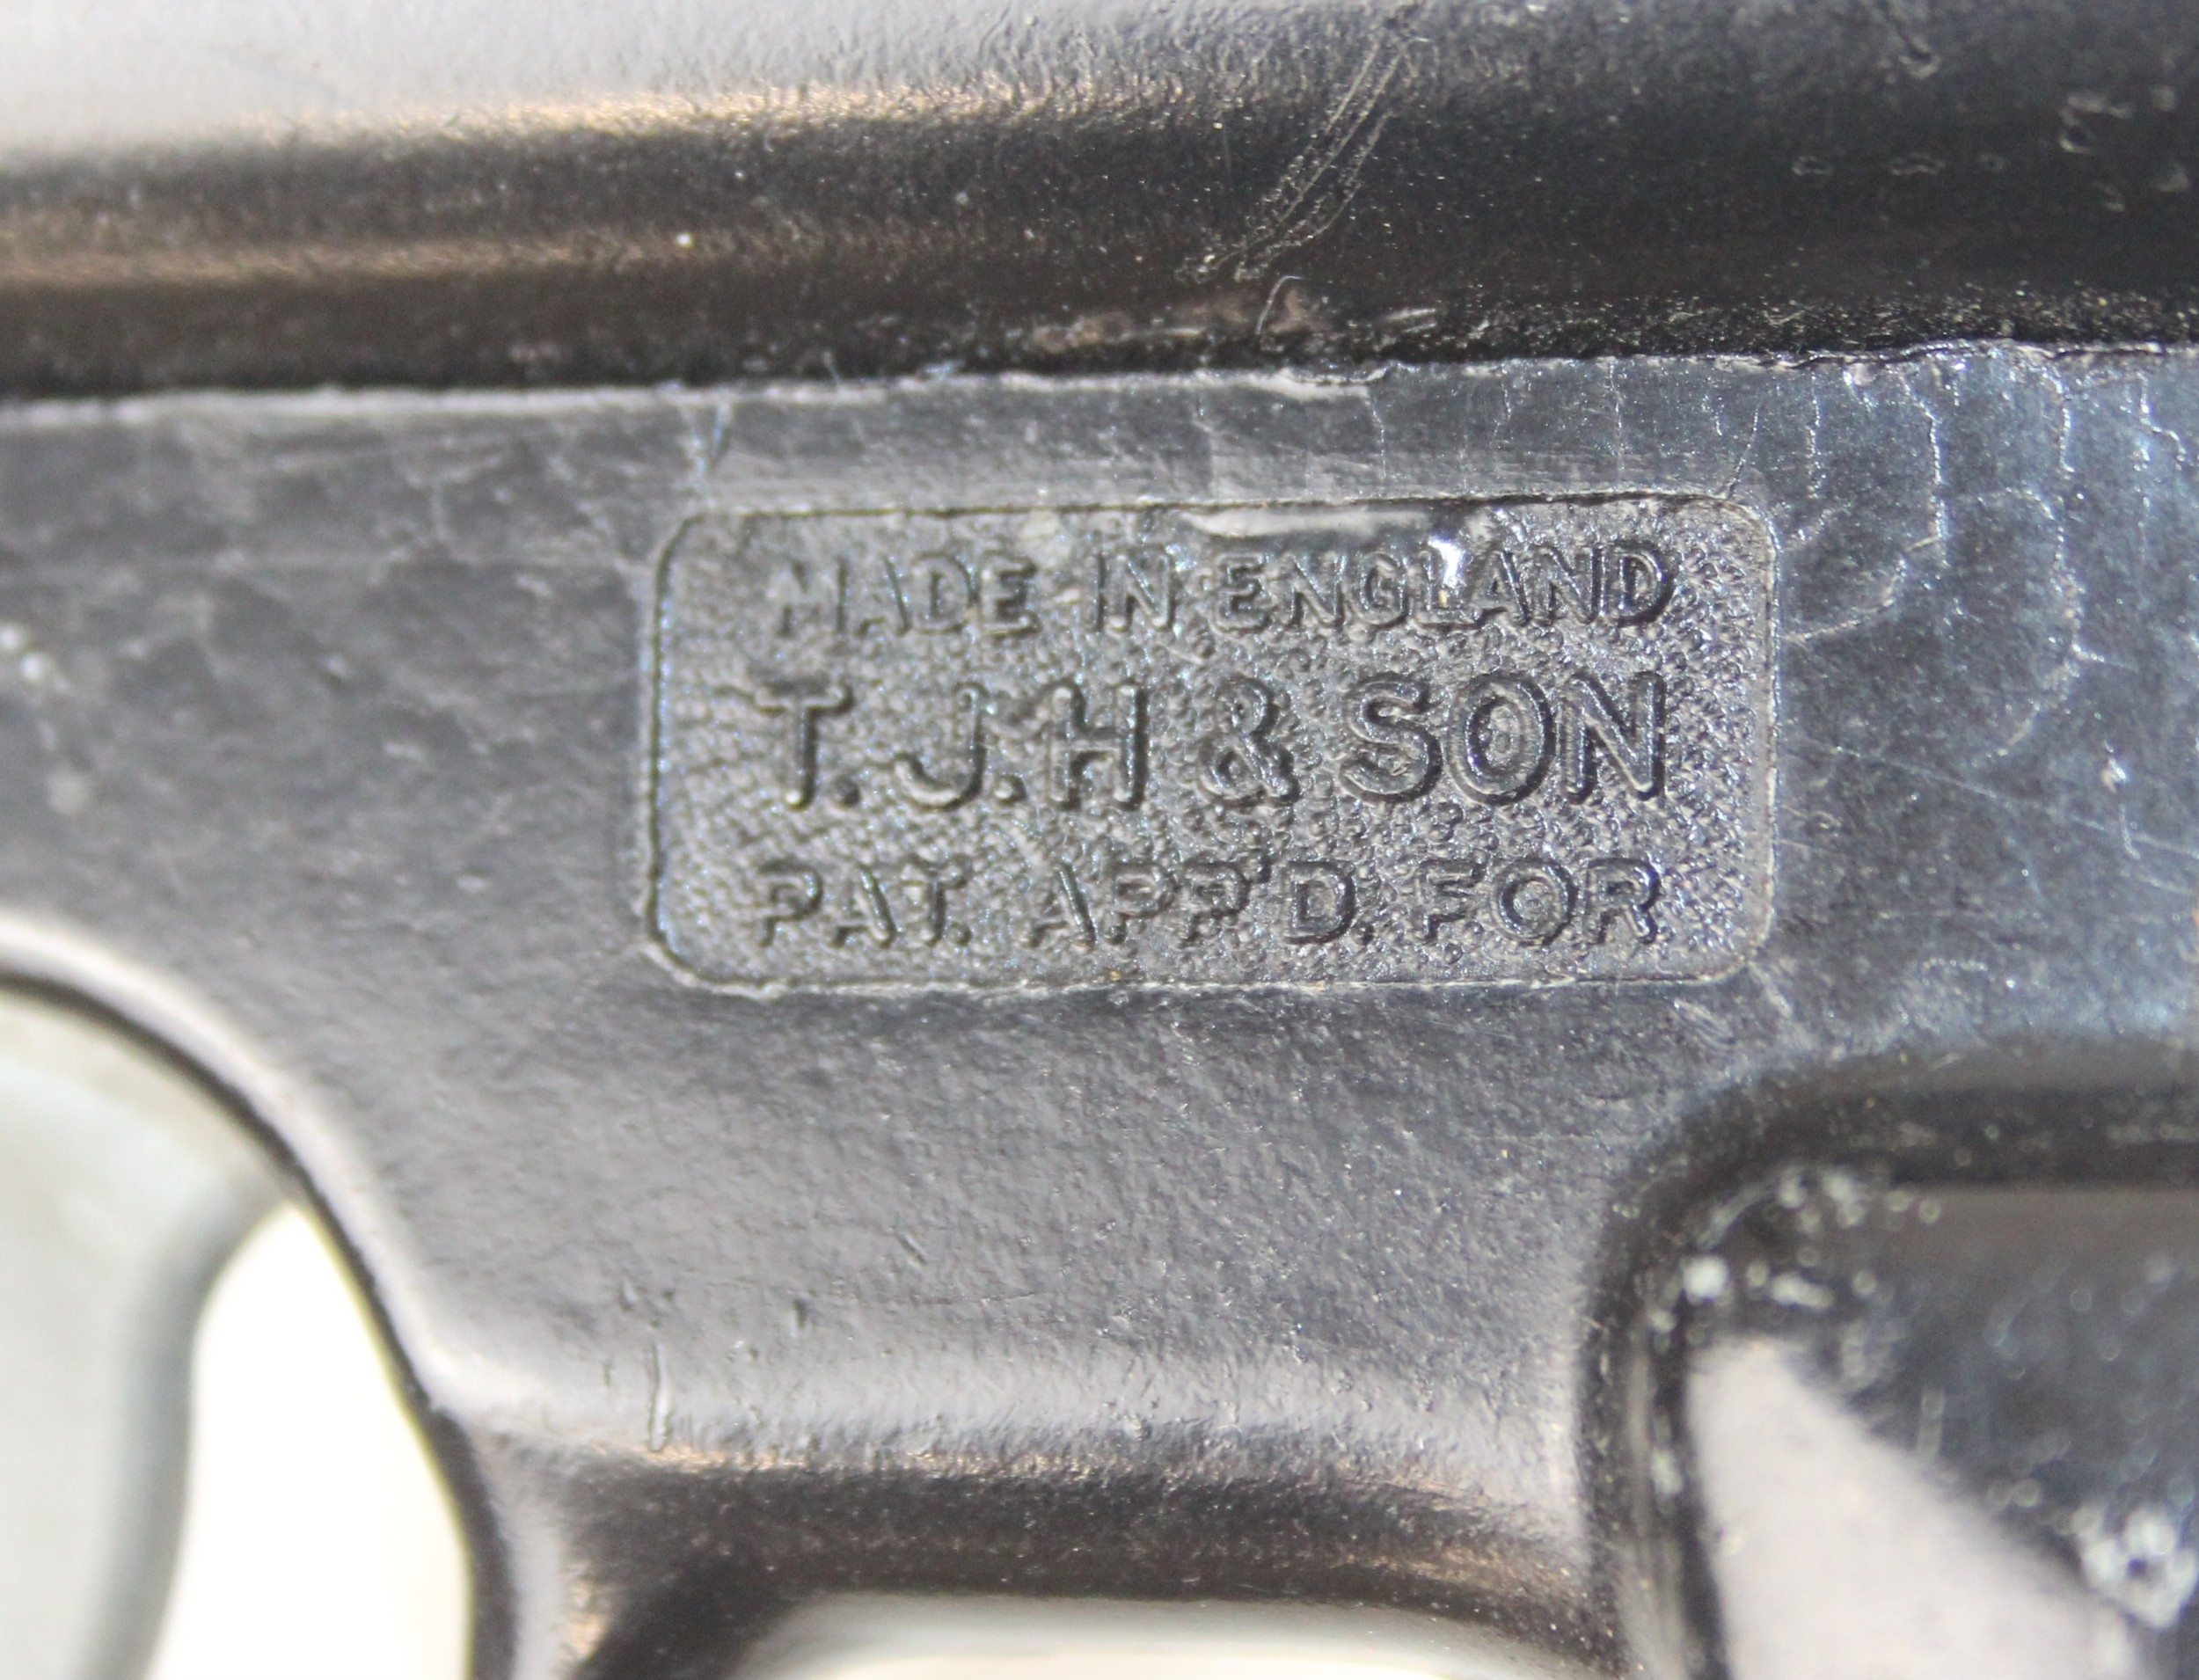 MADE IN ENGLAND
T.J.H & SON
PAT. APP'D. FOR